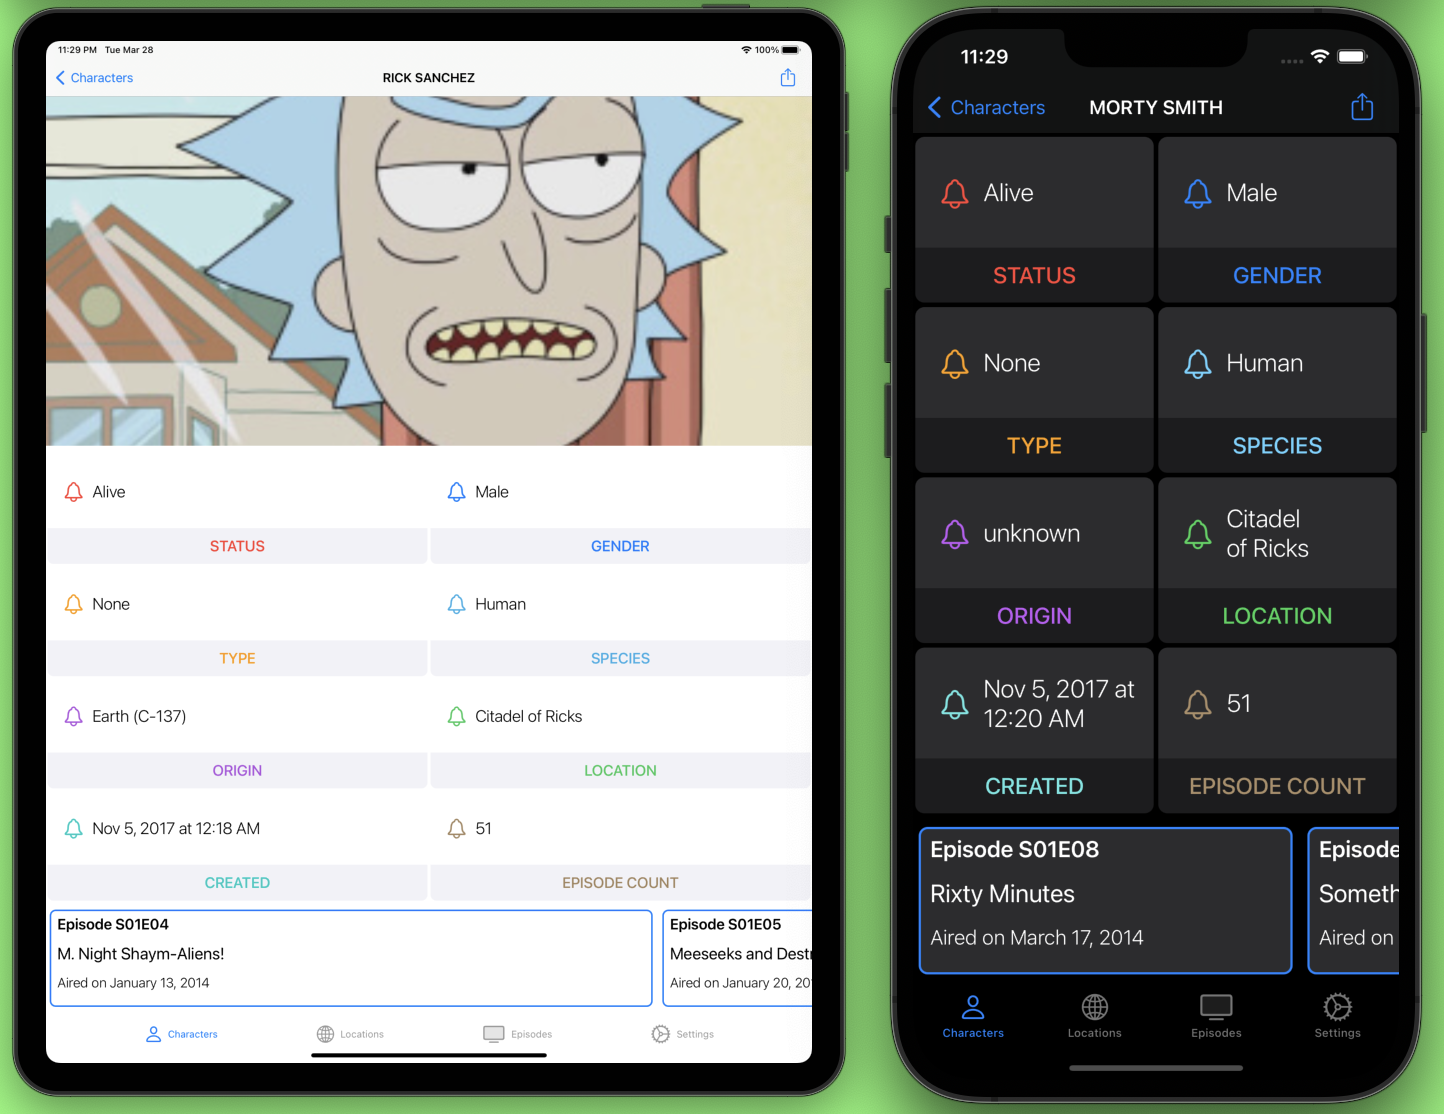 11:29 PM Tue Mar 28
100%
Characters
RICK SANCHEZ
Alive
Male
STATUS
GENDER
None
Human
TYPE
SPECIES
Earth (C-137)
Citadel of Ricks
ORIGIN
LOCATION
Nov 5, 2017 at 12:18 AM
51
CREATED
EPISODE COUNT
Episode S01E04
M. Night Shaym-Aliens!
Aired on January 13, 2014
Episode S01E05
Meeseeks and Dest
Aired on January 20, 20
Characters
Locations
Episodes
Settings
11:29
Characters
MORTY SMITH
Alive
Male
STATUS
GENDER
None
Human
TYPE
SPECIES
unknown
Citadel
of Ricks
ORIGIN
LOCATION
Nov 5, 2017 at
12:20 AM
51
CREATED
EPISODE COUNT
Episode S01E08
Rixty Minutes
Aired on March 17, 2014
Episode
Someth
Aired on
Characters
Locations
Episodes
Settings